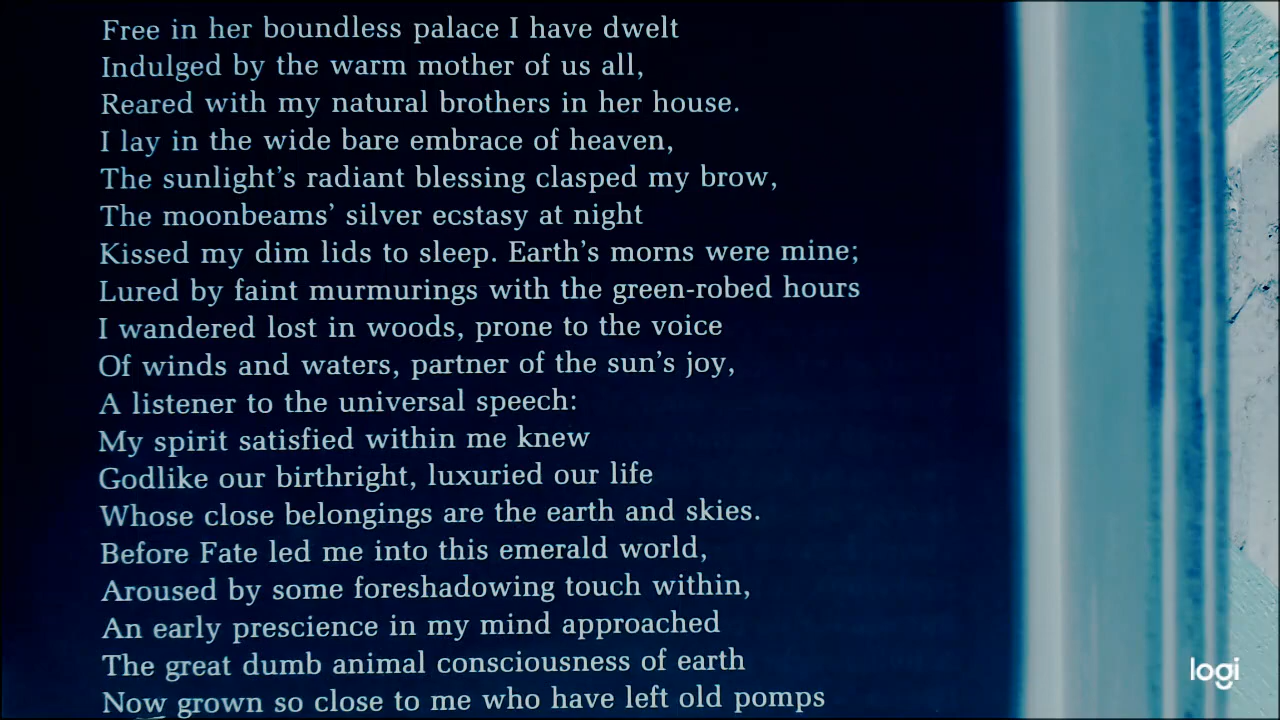 Free in her boundless palace I have dwelt
Indulged by the warm mother of us all,
Reared with my natural brothers in her house.
I lay in the wide bare embrace of heaven,
The sunlight’s radiant blessing clasped my brow,
The moonbeams’ silver ecstasy at night
Kissed my dim lids to sleep. Earth’s morns were mine;
Lured by faint murmurings with the green-robed hours
I wandered lost in woods, prone to the voice
Of winds and waters, partner of the sun’s joy,
A listener to the universal speech:
My spirit satisfied within me knew
Godlike our birthright, luxuried our life
Whose close belongings are the earth and skies.
Before Fate led me into this emerald world,
Aroused by some foreshadowing touch within,
An early prescience in my mind approached
The great dumb animal consciousness of earth
Now grown so close to me who have left old pomps
logi